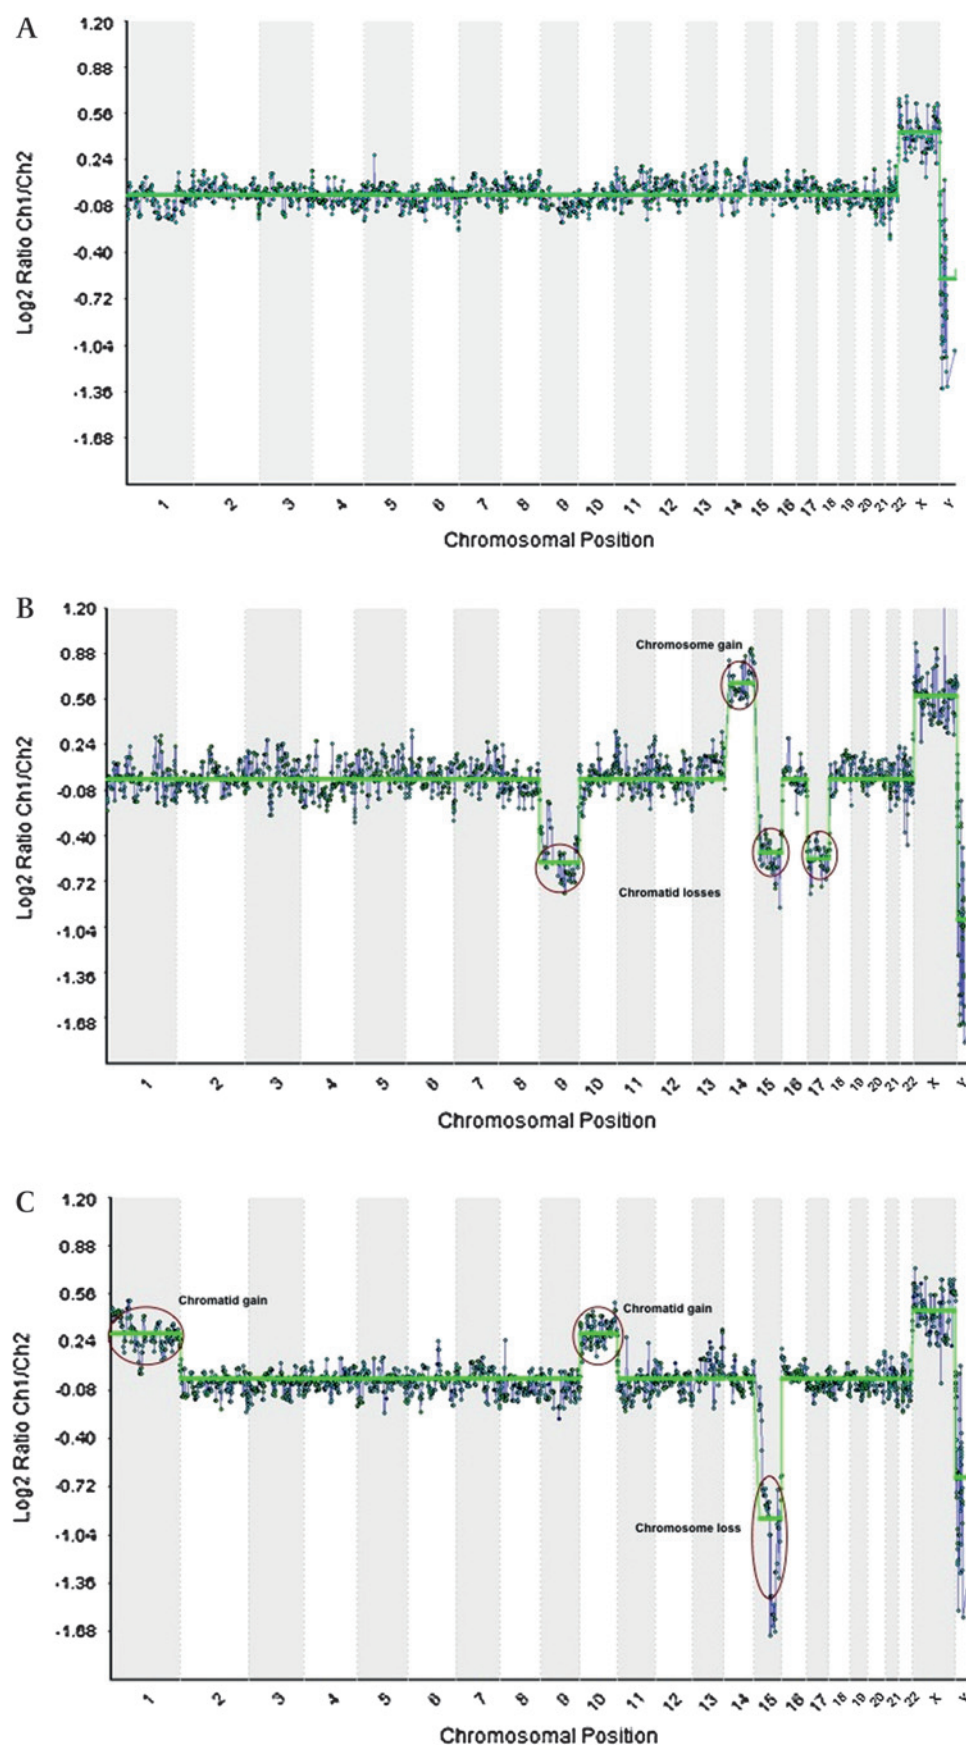 A
1.20
0.88
0.56
0.24
-0.08
-0.40
-0.72
-1.04
-1.36
-1.68
Log2 Ratio Ch1/Ch2
1 2 3 4 5 6 7 8 9 10 11 12 13 14 15 16 17 18 19 20 21 22 X Y
Chromosomal Position
B
1.20
0.88
0.56
0.24
-0.08
-0.40
-0.72
-1.04
-1.36
-1.68
Log2 Ratio Ch1/Ch2
Chromosome gain
Chromatid losses
1 2 3 4 5 6 7 8 9 10 11 12 13 14 15 16 17 18 19 20 21 22 X Y
Chromosomal Position
C
1.20
0.88
0.56
0.24
-0.08
-0.40
-0.72
-1.04
-1.36
-1.68
Log2 Ratio Ch1/Ch2
Chromatid gain
Chromatid gain
Chromosome loss
1 2 3 4 5 6 7 8 9 10 11 12 13 14 15 16 17 18 19 20 21 22 X Y
Chromosomal Position